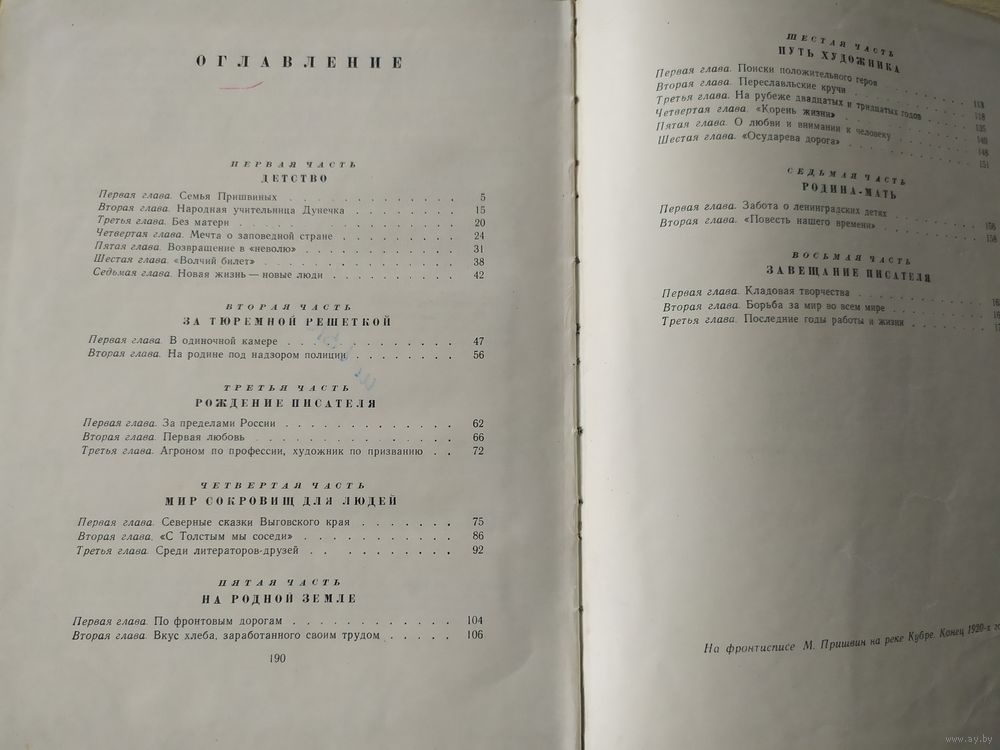 ОГЛАВЛЕНИЕ
ПЕРВАЯ ЧАСТЬ
ДЕТСТВО
Первая глава. Семья Пришвиных . . . . . . . . . . . . . 5
Вторая глава. Народная учительница Дунечка . . . . . . . . 15
Третья глава. Без матери . . . . . . . . . . . . . . . . 20
Четвертая глава. Мечта о заповедной стране . . . . . . . . . 24
Пятая глава. Возвращение в «неволю» . . . . . . . . . . . . 31
Шестая глава. «Волчий билет» . . . . . . . . . . . . . . . 38
Седьмая глава. Новая жизнь — новые люди . . . . . . . . . . 42
ВТОРАЯ ЧАСТЬ
ЗА ТЮРЕМНОЙ РЕШЕТКОЙ
Первая глава. В одиночной камере . . . . . . . . . . . . . 47
Вторая глава. На родине под надзором полиции . . . . . . . . 56
ТРЕТЬЯ ЧАСТЬ
РОЖДЕНИЕ ПИСАТЕЛЯ
Первая глава. За пределами России . . . . . . . . . . . . . 62
Вторая глава. Первая любовь . . . . . . . . . . . . . . . 66
Третья глава. Агроном по профессии, художник по призванию . . 72
ЧЕТВЕРТАЯ ЧАСТЬ
МИР СОКРОВИЩ ДЛЯ ЛЮДЕЙ
Первая глава. Северные сказки Выговского края . . . . . . . 75
Вторая глава. «С Толстым мы соседи» . . . . . . . . . . . 86
Третья глава. Среди литераторов-друзей . . . . . . . . . . 92
ПЯТАЯ ЧАСТЬ
НА РОДНОЙ ЗЕМЛЕ
Первая глава. По фронтовым дорогам . . . . . . . . . . . . 104
Вторая глава. Вкус хлеба, заработанного своим трудом . . . . . 106
190
ШЕСТАЯ ЧАСТЬ
ПУТЬ ХУДОЖНИКА
Первая глава. Поиски положительного героя . . . . . . . . 113
Вторая глава. Переславльские кручи . . . . . . . . . . . 118
Третья глава. На рубеже двадцатых и тридцатых годов . . . . 135
Четвертая глава. «Корень жизни» . . . . . . . . . . . . 140
Пятая глава. О любви и внимании к человеку . . . . . . . 148
Шестая глава. «Осударева дорога» . . . . . . . . . . . . 151
СЕДЬМАЯ ЧАСТЬ
РОДИНА-МАТЬ
Первая глава. Забота о ленинградских детях . . . . . . . 156
Вторая глава. «Повесть нашего времени» . . . . . . . . . 158
ВОСЬМАЯ ЧАСТЬ
ЗАВЕЩАНИЕ ПИСАТЕЛЯ
Первая глава. Кладовая творчества . . . . . . . . . . .
Вторая глава. Борьба за мир во всем мире . . . . . . . .
Третья глава. Последние годы работы и жизни . . . . . . .
На фронтисписе М. Пришвин на реке Кубре. Конец 1920-х
www.ay.by